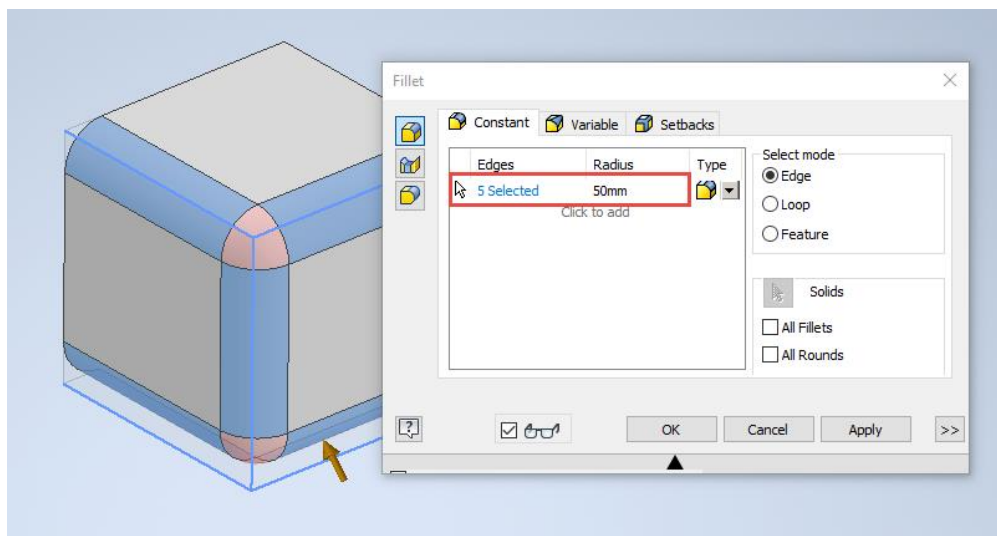 Fillet
Constant Variable Setbacks
Edges Radius Type
5 Selected 50mm
Click to add
Select mode
Edge
Loop
Feature
Solids
All Fillets
All Rounds
? OK Cancel Apply >>